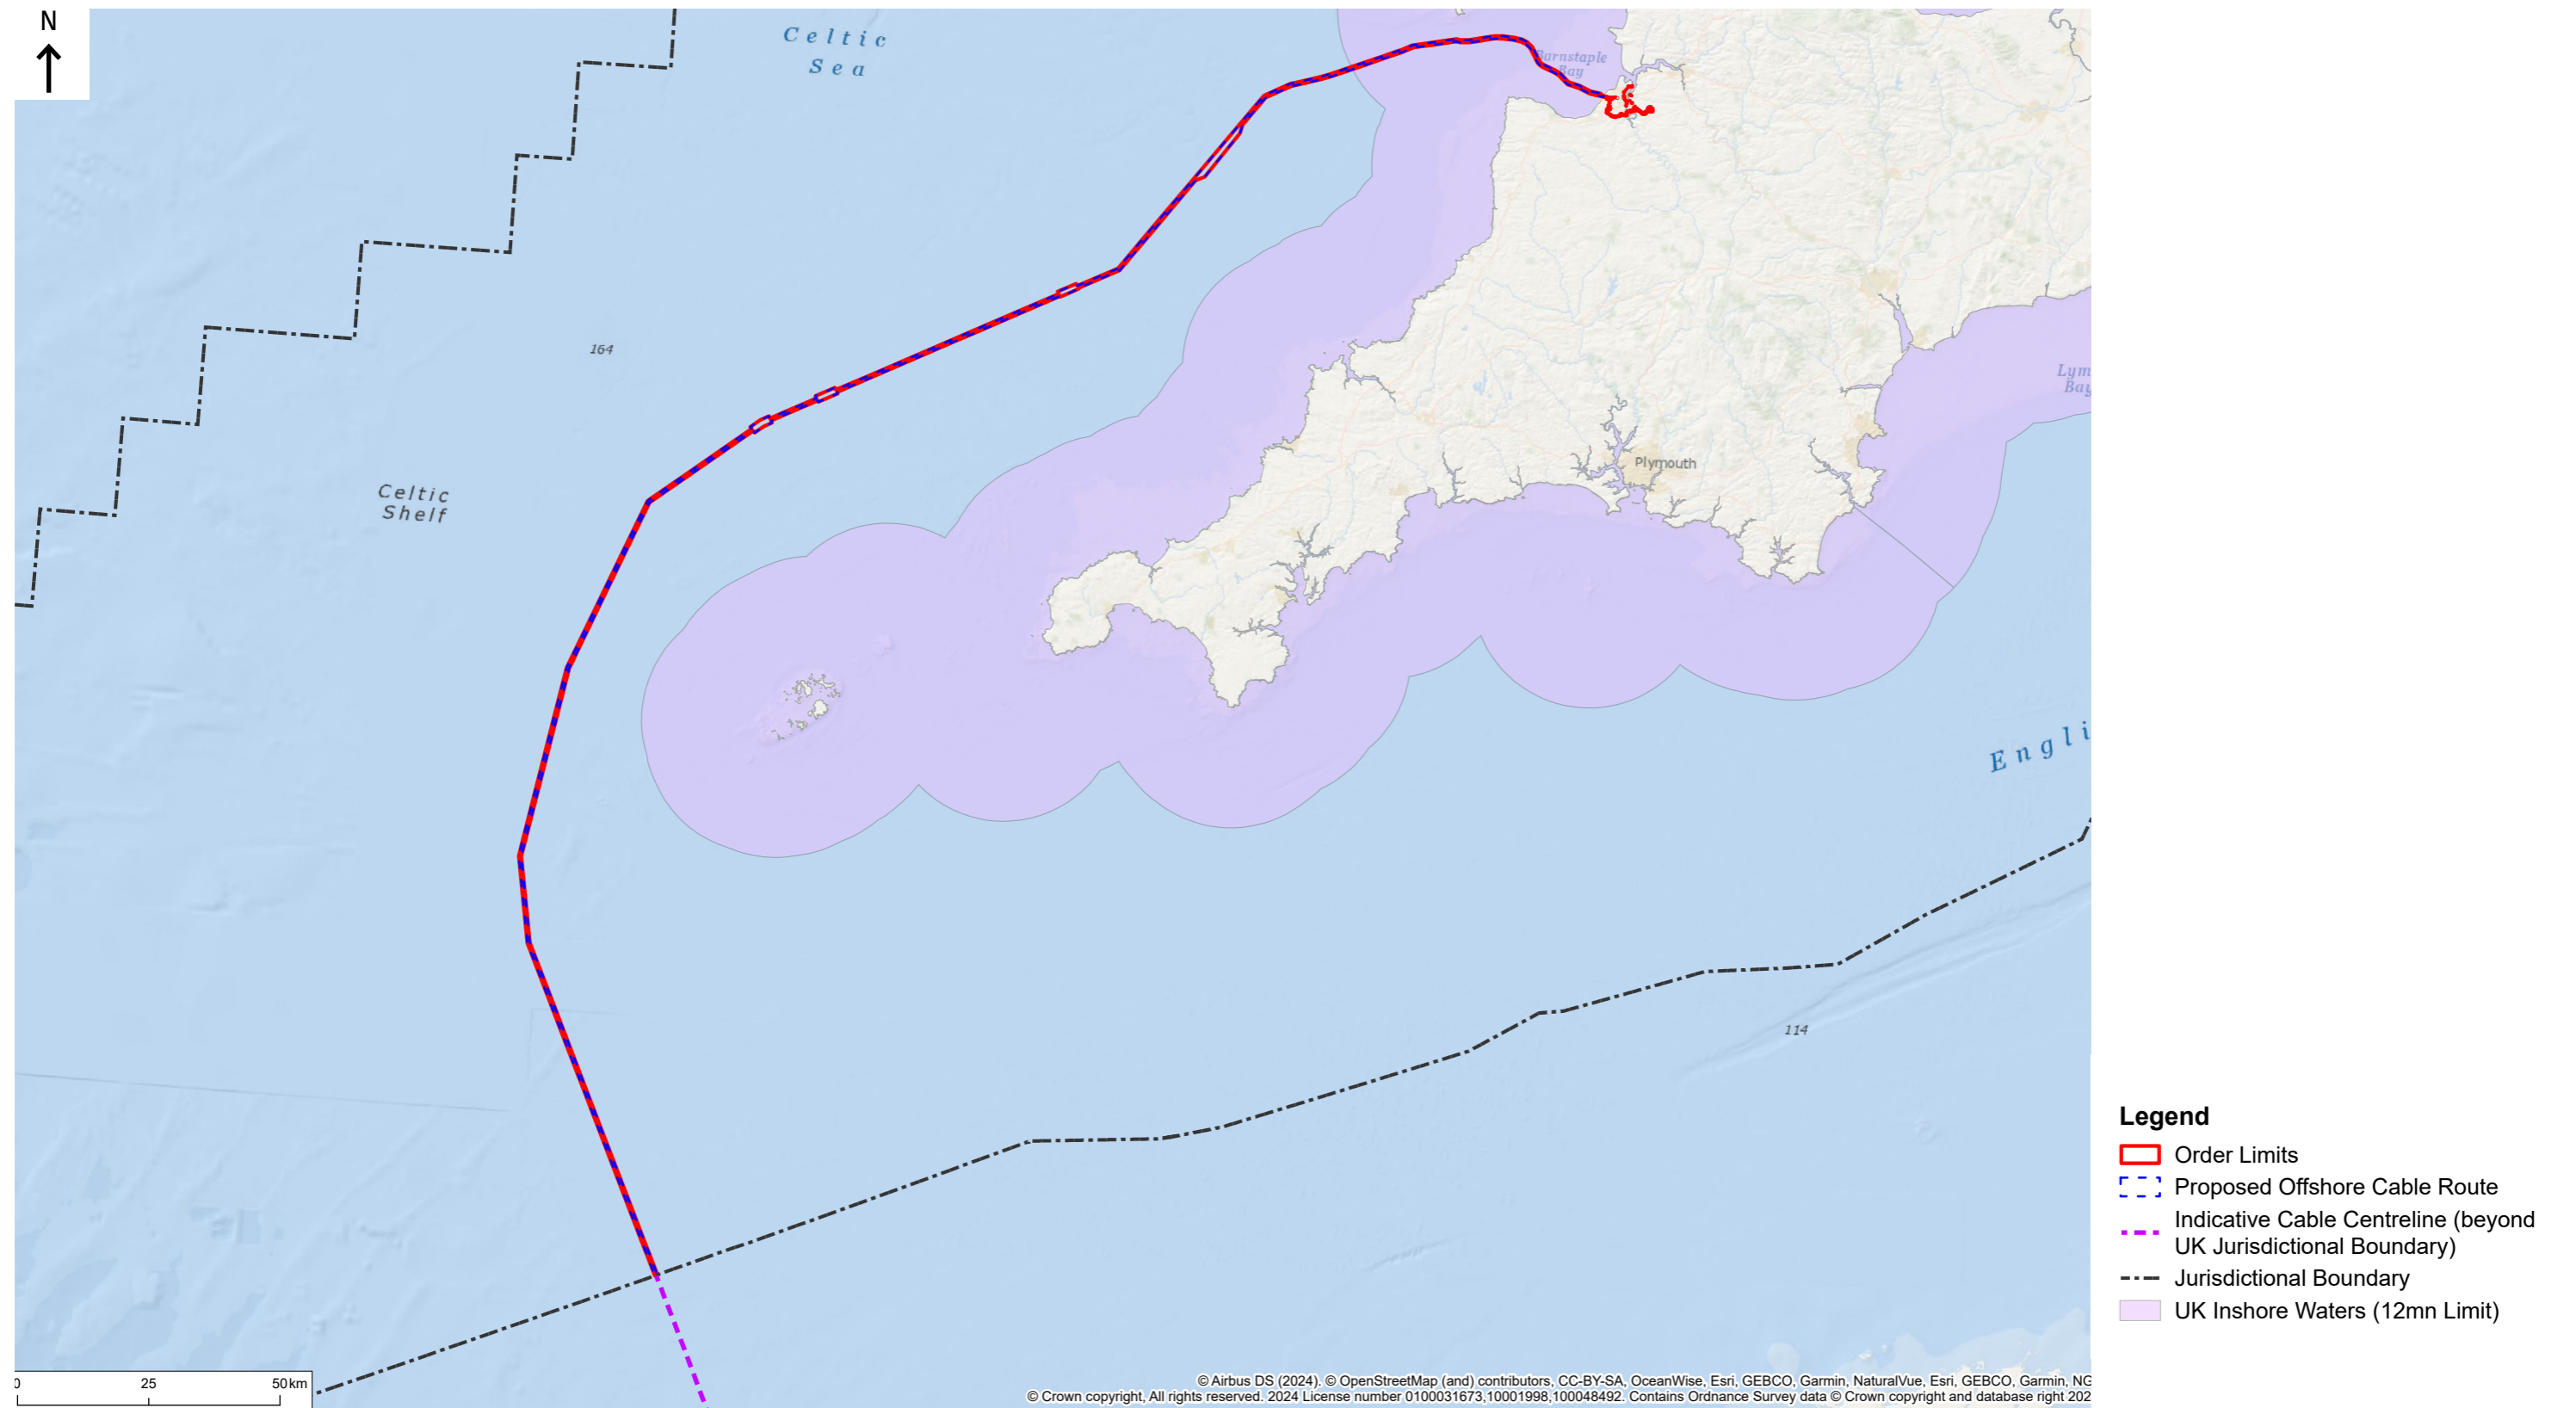 N
Celtic
Sea
Barnstaple
Bay
164
Lym
Bay
Celtic
Shelf
Plymouth
Engli
114
Legend
Order Limits
Proposed Offshore Cable Route
Indicative Cable Centreline (beyond
UK Jurisdictional Boundary)
Jurisdictional Boundary
UK Inshore Waters (12mn Limit)
0 25 50km
© Airbus DS (2024). © OpenStreetMap (and) contributors, CC-BY-SA, OceanWise, Esri, GEBCO, Garmin, NaturalVue, Esri, GEBCO, Garmin, NG
© Crown copyright, All rights reserved. 2024 License number 0100031673,10001998,100048492. Contains Ordnance Survey data © Crown copyright and database right 202